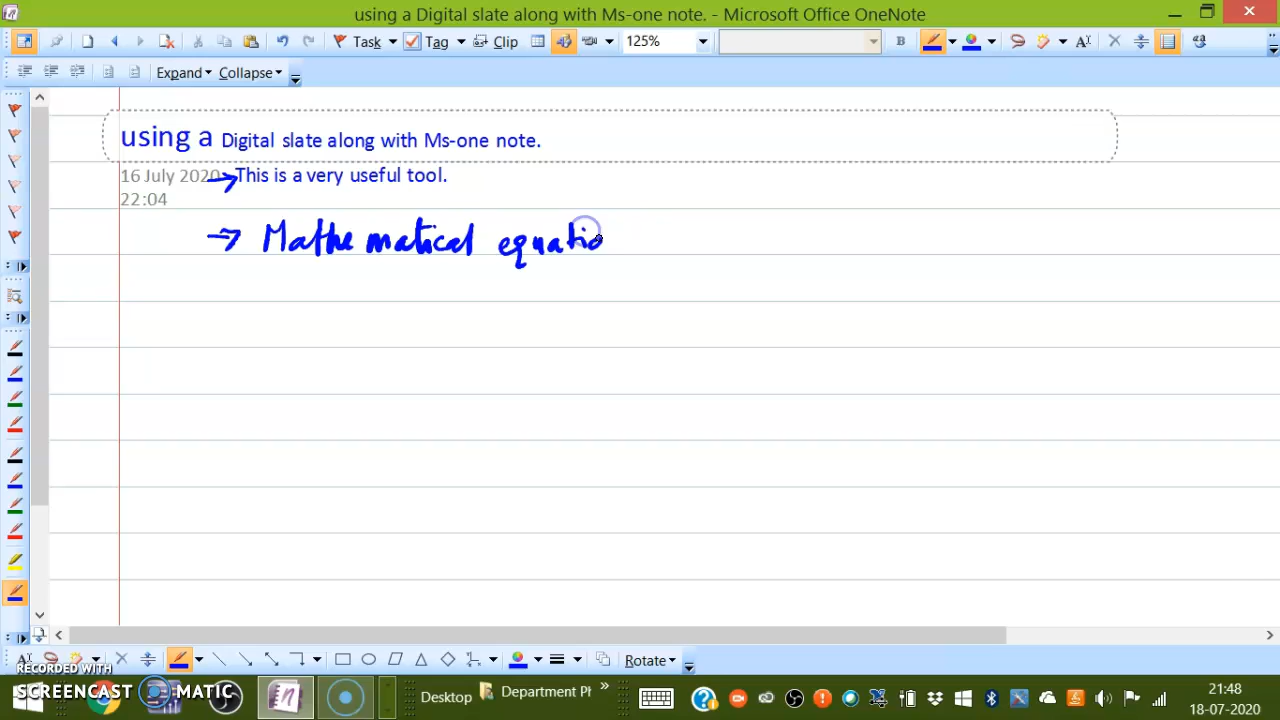 using a Digital slate along with Ms-one note. - Microsoft Office OneNote
Task Tag Clip 125% B
Expand Collapse
using a Digital slate along with Ms-one note.
16 July 2020 → This is a very useful tool.
22:04
→ Mathematical equatio
Rotate
RECORDED WITH
SCREENCAST MATIC
Desktop Department Ph »
21:48
18-07-2020